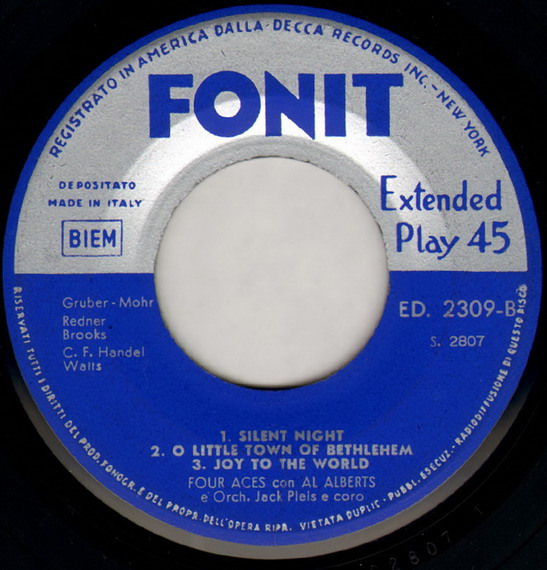 REGISTRATO IN AMERICA DALLA DECCA RECORDS INC. - NEW YORK
FONIT
DEPOSITATO
MADE IN ITALY
BIEM
Extended
Play 45
Gruber - Mohr
Redner
Brooks
C. F. Handel
Watts
ED. 2309-B
S. 2807
1. SILENT NIGHT
2. O LITTLE TOWN OF BETHLEHEM
3. JOY TO THE WORLD
FOUR ACES con AL ALBERTS
e Orch. Jack Pleis e coro
RISERVATI TUTTI I DIRITTI DEL PROD. FONOGR. E DEL PROPR. DELL'OPERA RIPR. VIETATA DUPLIC. - PUBBL. ESECUZ. - RADIODIFFUSIONE DI QUESTO DISCO
2807